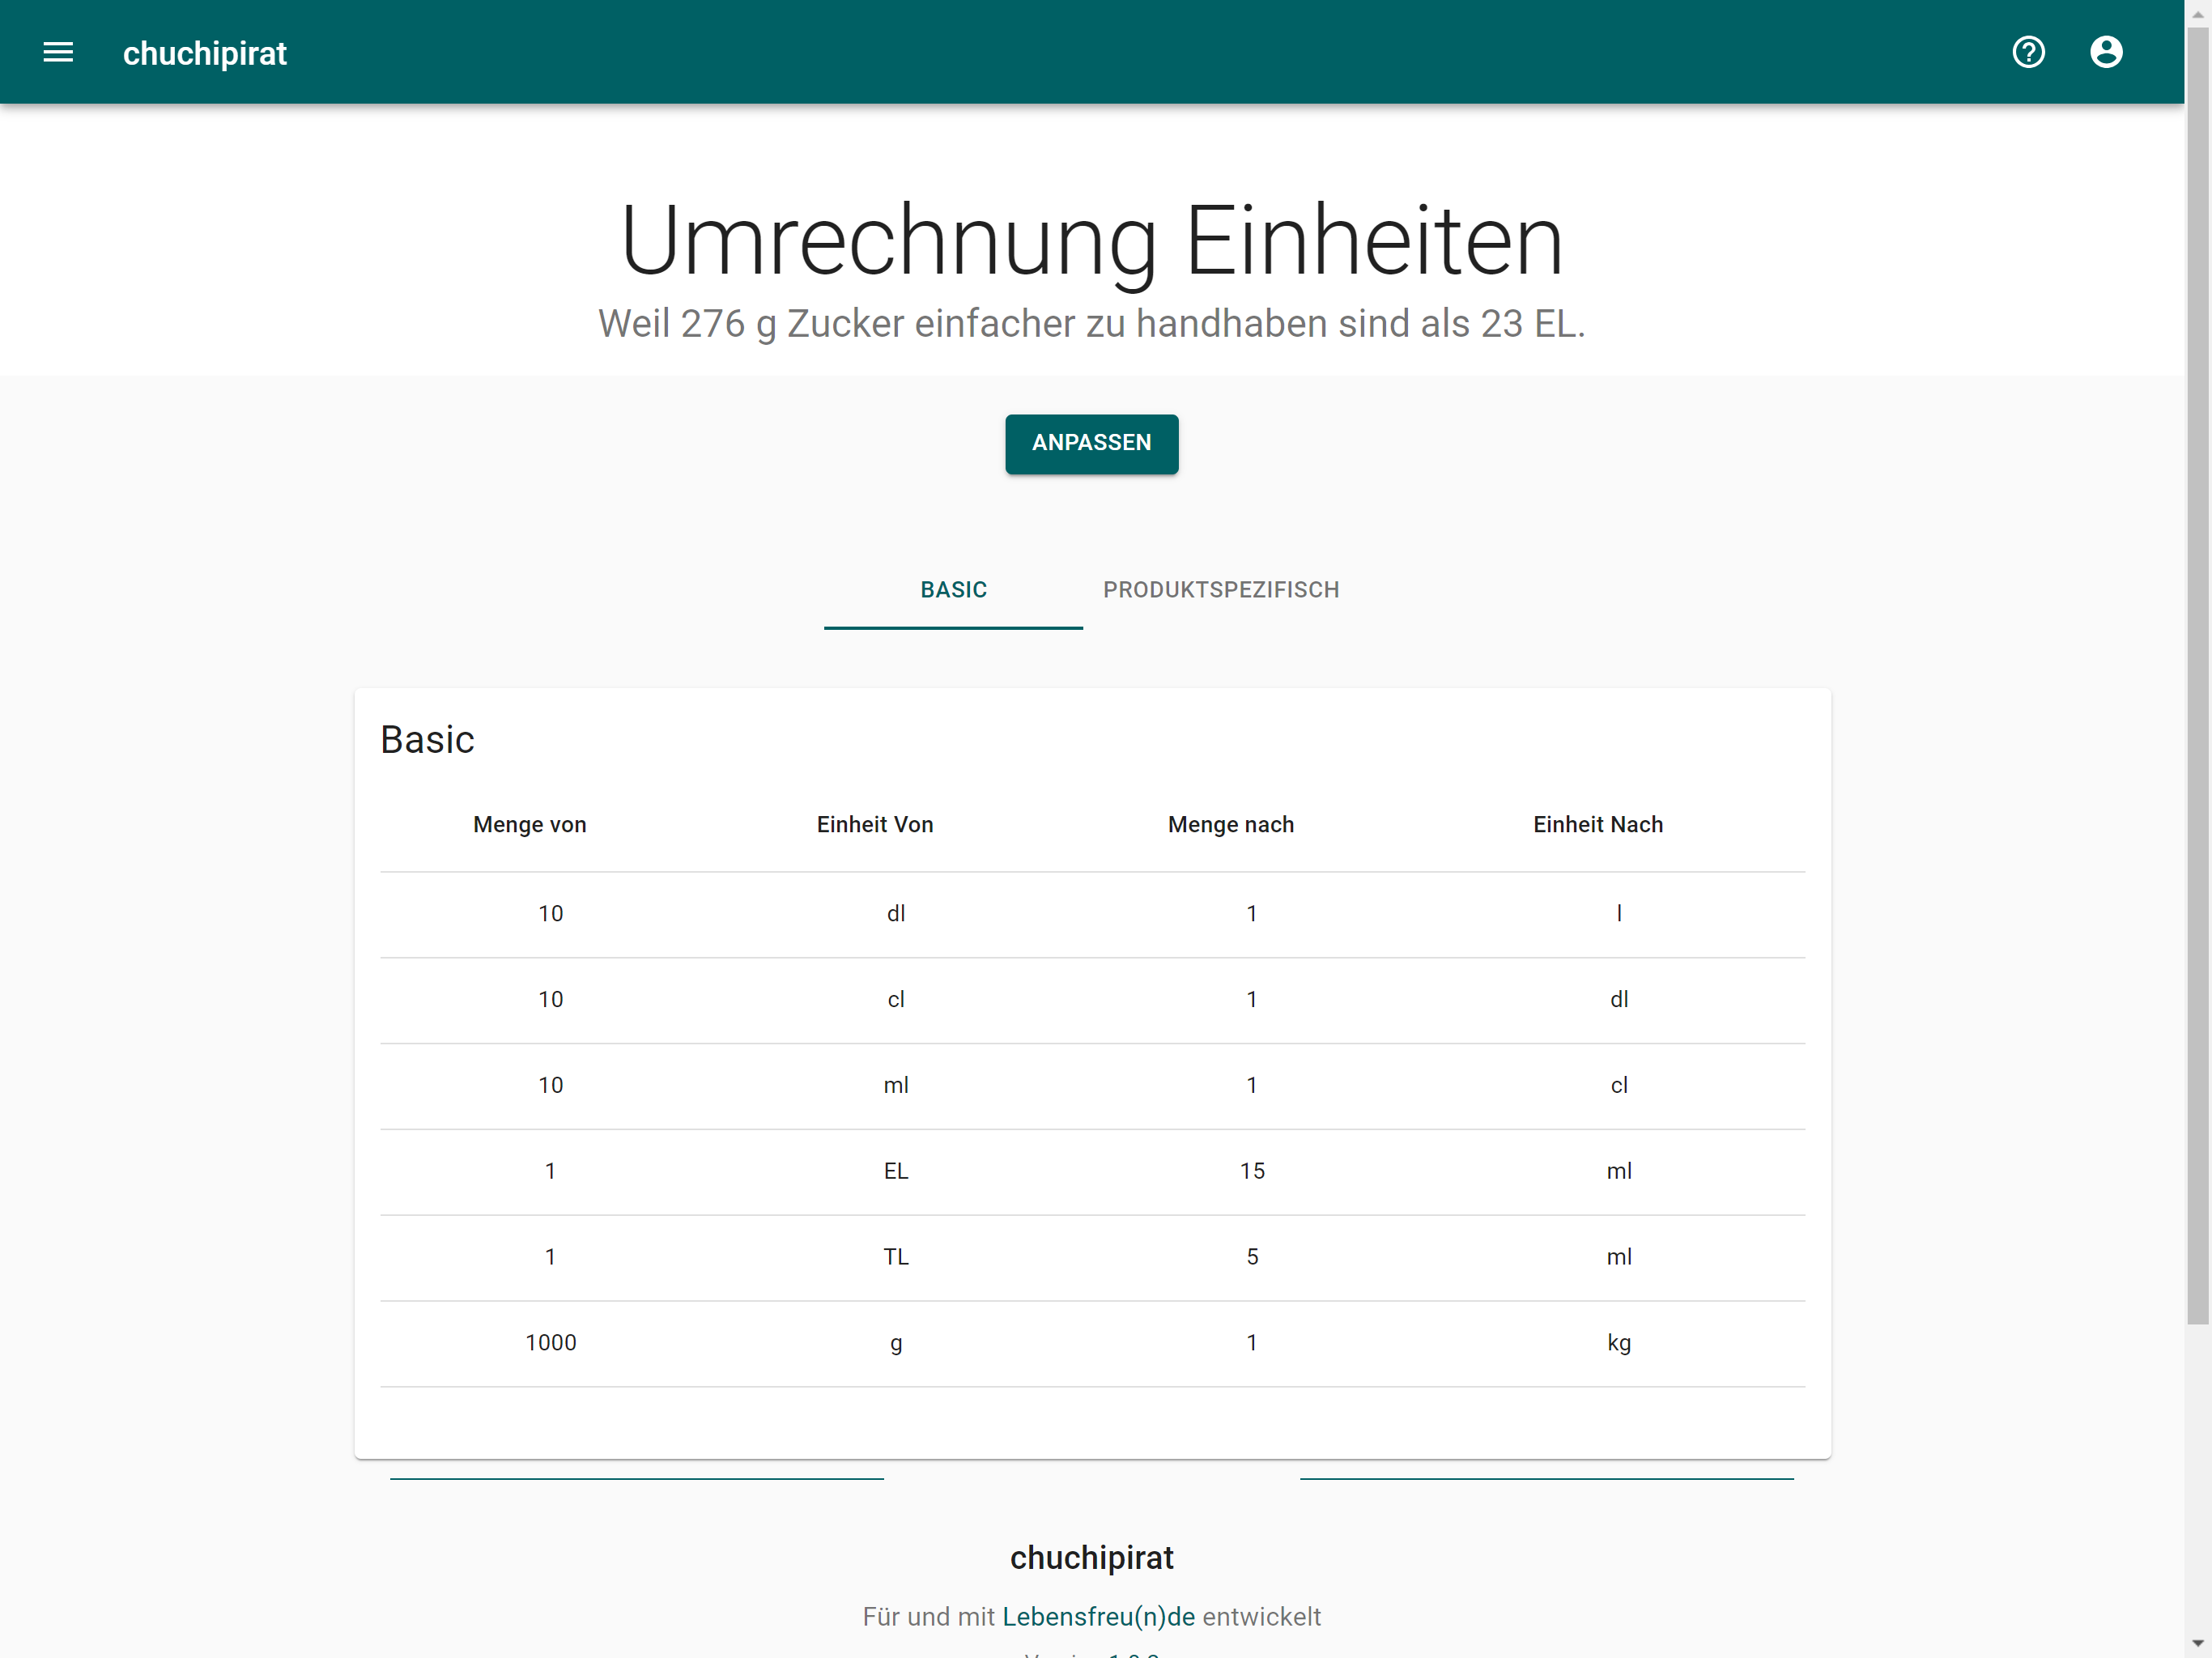 chuchipirat
Umrechnung Einheiten
Weil 276 g Zucker einfacher zu handhaben sind als 23 EL.
ANPASSEN
BASIC PRODUKTSPEZIFISCH
Basic
Menge von Einheit Von Menge nach Einheit Nach
10 dl 1 l
10 cl 1 dl
10 ml 1 cl
1 EL 15 ml
1 TL 5 ml
1000 g 1 kg
chuchipirat
Für und mit Lebensfreu(n)de entwickelt